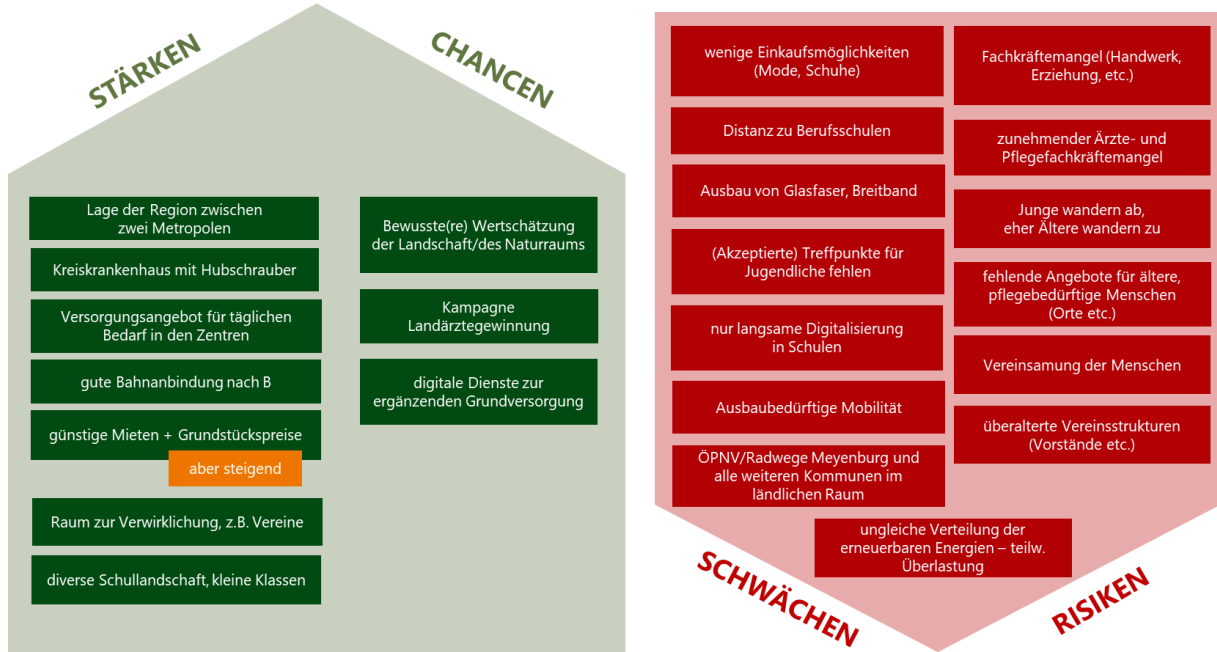 STÄRKEN
CHANCEN
Lage der Region zwischen
zwei Metropolen
Kreiskrankenhaus mit Hubschrauber
Versorgungsangebot für täglichen
Bedarf in den Zentren
gute Bahnanbindung nach B
günstige Mieten + Grundstückspreise
aber steigend
Raum zur Verwirklichung, z.B. Vereine
diverse Schullandschaft, kleine Klassen
Bewusste(re) Wertschätzung
der Landschaft/des Naturraums
Kampagne
Landärztegewinnung
digitale Dienste zur
ergänzenden Grundversorgung
wenige Einkaufsmöglichkeiten
(Mode, Schuhe)
Distanz zu Berufsschulen
Ausbau von Glasfaser, Breitband
(Akzeptierte) Treffpunkte für
Jugendliche fehlen
nur langsame Digitalisierung
in Schulen
Ausbaubedürftige Mobilität
ÖPNV/Radwege Meyenburg und
alle weiteren Kommunen im
ländlichen Raum
Fachkräftemangel (Handwerk,
Erziehung, etc.)
zunehmender Ärzte- und
Pflegefachkräftemangel
Junge wandern ab,
eher Ältere wandern zu
fehlende Angebote für ältere,
pflegebedürftige Menschen
(Orte etc.)
Vereinsamung der Menschen
überalterte Vereinsstrukturen
(Vorstände etc.)
ungleiche Verteilung der
erneuerbaren Energien – teilw.
Überlastung
SCHWÄCHEN
RISIKEN